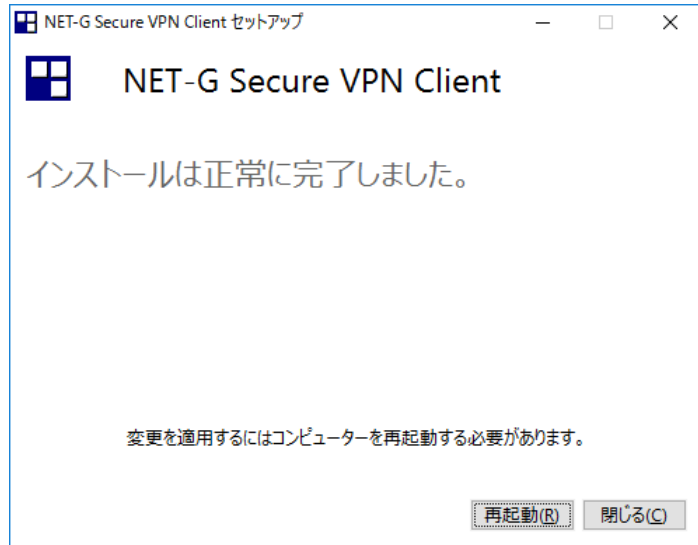 NET-G Secure VPN Client セットアップ
NET-G Secure VPN Client
インストールは正常に完了しました。
変更を適用するにはコンピューターを再起動する必要があります。
再起動(R) 閉じる(C)